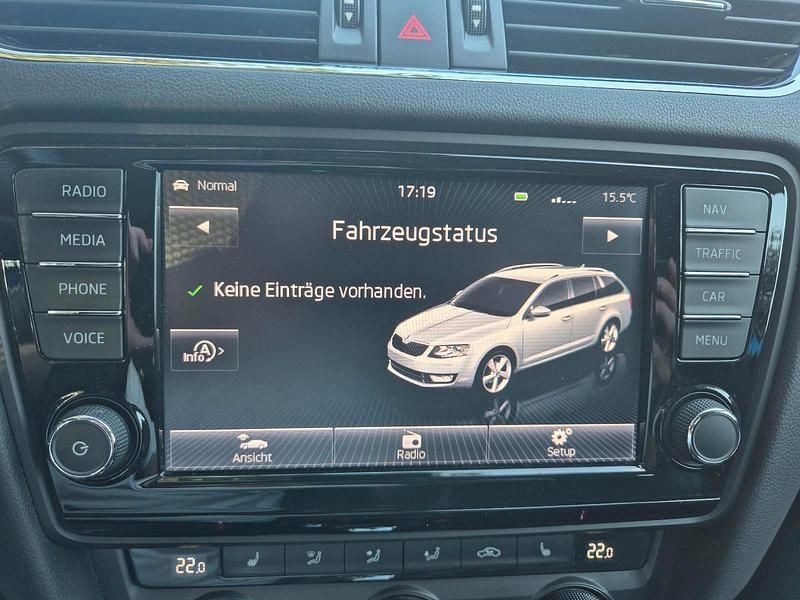 RADIO
MEDIA
PHONE
VOICE
Normal
17:19
15.5°C
Fahrzeugstatus
Keine Einträge vorhanden.
Info A >
Ansicht
Radio
Setup
NAV
TRAFFIC
CAR
MENU
22.0
22.0